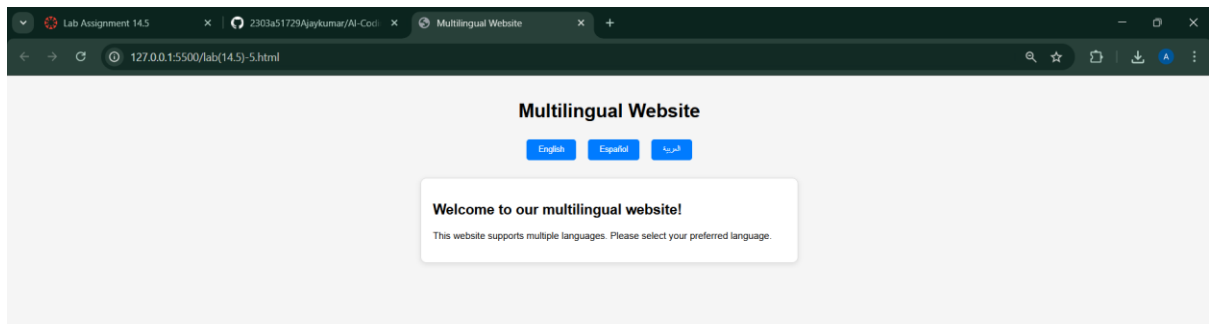 Lab Assignment 14.5
2303a51729Ajaykumar/AI-Codi
Multilingual Website
127.0.0.1:5500/lab(14.5)-5.html
A
Multilingual Website
English Español العربية
Welcome to our multilingual website!
This website supports multiple languages. Please select your preferred language.